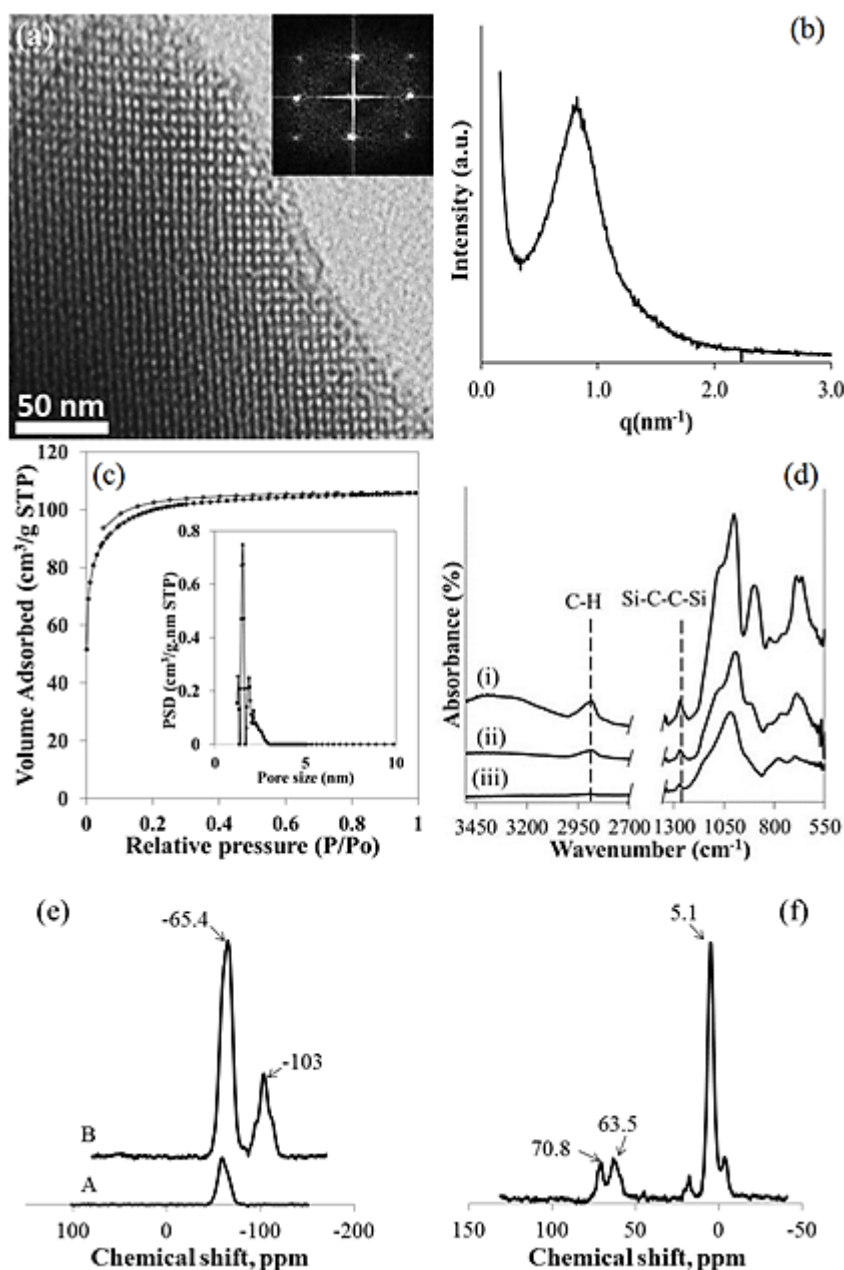 (a)
50 nm
(b)
Intensity (a.u.)
0.0 1.0 2.0 3.0
q(nm⁻¹)
(c)
Volume Adsorbed (cm³/g STP)
120
100
80
60
40
20
0
0 0.2 0.4 0.6 0.8 1
Relative pressure (P/Po)
PSD (cm³/g.nm STP)
0.8
0.6
0.4
0.2
0
0 5 10
Pore size (nm)
(d)
Absorbance (%)
C-H
Si-C-C-Si
(i)
(ii)
(iii)
3450 3200 2950 2700 1300 1050 800 550
Wavenumber (cm⁻¹)
(e)
-65.4
-103
B
A
100 0 -100 -200
Chemical shift, ppm
(f)
5.1
70.8
63.5
150 100 50 0 -50
Chemical shift, ppm